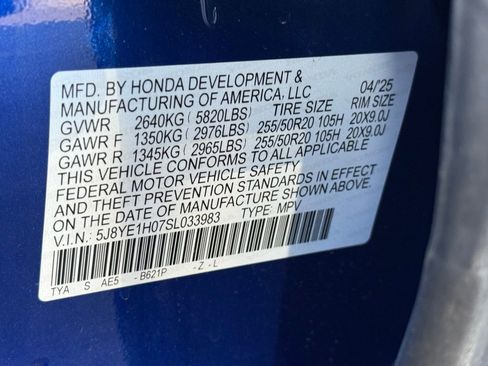 MFD. BY HONDA DEVELOPMENT &
MANUFACTURING OF AMERICA, LLC 04/25
GVWR 2640KG ( 5820LBS) TIRE SIZE RIM SIZE
GAWR F 1350KG ( 2976LBS) 255/50R20 105H 20X9.0J
GAWR R 1345KG ( 2965LBS) 255/50R20 105H 20X9.0J
THIS VEHICLE CONFORMS TO ALL APPLICABLE
FEDERAL MOTOR VEHICLE SAFETY
AND THEFT PREVENTION STANDARDS IN EFFECT
ON THE DATE OF MANUFACTURE SHOWN ABOVE.
V.I.N.: 5J8YE1H07SL033983 TYPE: MPV
TYA S AE5 - B621P - Z - L